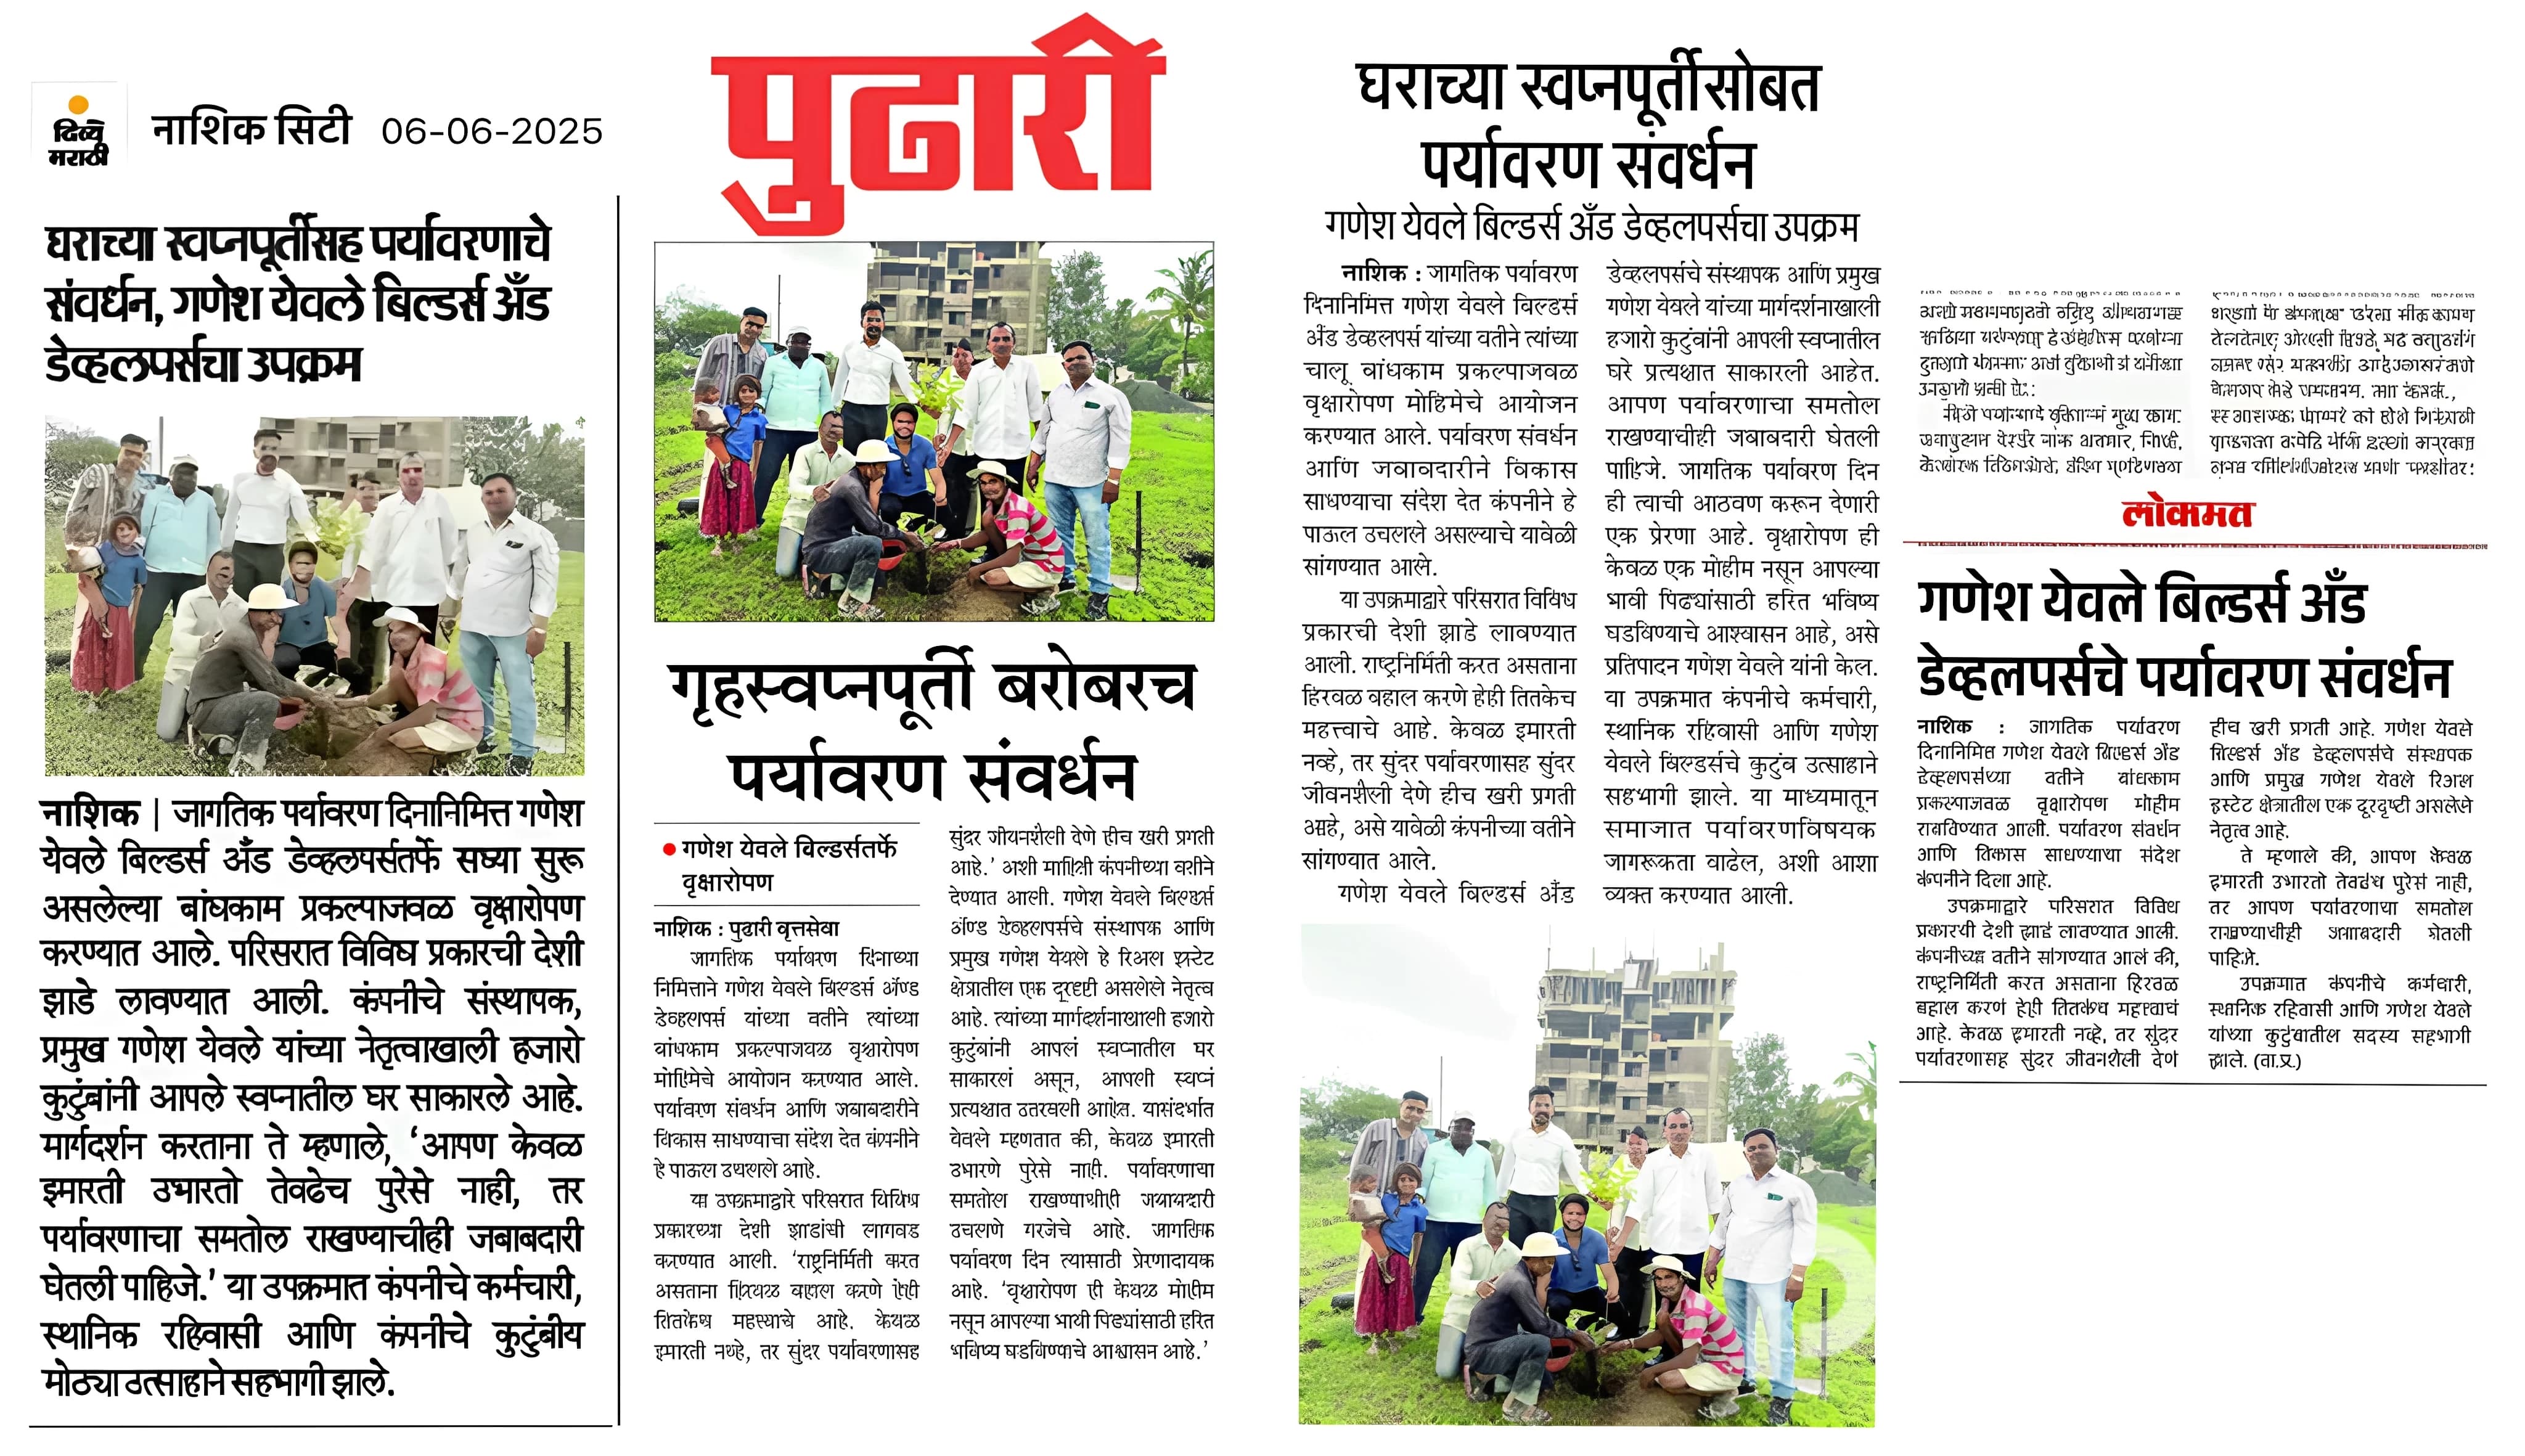 दिव्य
मराठी
नाशिक सिटी 06-06-2025
घराच्या स्वप्नपूर्तीसह पर्यावरणाचे
संवर्धन, गणेश येवले बिल्डर्स अँड
डेव्हलपर्सचा उपक्रम
नाशिक | जागतिक पर्यावरण दिनानिमित्त गणेश
येवले बिल्डर्स अँड डेव्हलपर्सतर्फे सध्या सुरू
असलेल्या बांधकाम प्रकल्पाजवळ वृक्षारोपण
करण्यात आले. परिसरात विविध प्रकारची देशी
झाडे लावण्यात आली. कंपनीचे संस्थापक,
प्रमुख गणेश येवले यांच्या नेतृत्वाखाली हजारो
कुटुंबांनी आपले स्वप्नातील घर साकारले आहे.
मार्गदर्शन करताना ते म्हणाले, ‘आपण केवळ
इमारती उभारतो तेवढेच पुरेसे नाही, तर
पर्यावरणाचा समतोल राखण्याचीही जबाबदारी
घेतली पाहिजे.’ या उपक्रमात कंपनीचे कर्मचारी,
स्थानिक रहिवासी आणि कंपनीचे कुटुंबीय
मोठ्या उत्साहाने सहभागी झाले.
पुढारी
गृहस्वप्नपूर्ती बरोबरच
पर्यावरण संवर्धन
गणेश येवले बिल्डर्सतर्फे
वृक्षारोपण
नाशिक : पुढारी वृत्तसेवा
जागतिक पर्यावरण दिनाच्या
निमित्ताने गणेश येवले बिल्डर्स ॲण्ड
डेव्हलपर्स यांच्या वतीने त्यांच्या
बांधकाम प्रकल्पाजवळ वृक्षारोपण
मोहिमेचे आयोजन करण्यात आले.
पर्यावरण संवर्धन आणि जबाबदारीने
विकास साधण्याचा संदेश देत कंपनीने
हे पाऊल उचलले आहे.
या उपक्रमाद्वारे परिसरात विविध
प्रकारच्या देशी झाडांची लागवड
करण्यात आली. ‘राष्ट्रनिर्मिती करत
असताना हिरवळ बहाल करणे हेही
तितकेच महत्त्वाचे आहे. केवळ
इमारती नव्हे, तर सुंदर पर्यावरणासह
सुंदर जीवनशैली देणे हीच खरी प्रगती
आहे.’ अशी माहिती कंपनीच्या वतीने
देण्यात आली. गणेश येवले बिल्डर्स
ॲण्ड डेव्हलपर्सचे संस्थापक आणि
प्रमुख गणेश येवले हे रिअल इस्टेट
क्षेत्रातील एक दूरदृष्टी असलेले नेतृत्व
आहे. त्यांच्या मार्गदर्शनाखाली हजारो
कुटुंबांनी आपलं स्वप्नातील घर
साकारलं असून, आपली स्वप्नं
प्रत्यक्षात उतरवली आहेत. यासंदर्भात
येवले म्हणतात की, केवळ इमारती
उभारणे पुरेसे नाही. पर्यावरणाचा
समतोल राखण्याचीही जबाबदारी
उचलणे गरजेचे आहे. जागतिक
पर्यावरण दिन त्यासाठी प्रेरणादायक
आहे. ‘वृक्षारोपण ही केवळ मोहीम
नसून आपल्या भावी पिढ्यांसाठी हरित
भविष्य घडविण्याचे आश्वासन आहे.’
घराच्या स्वप्नपूर्तीसोबत
पर्यावरण संवर्धन
गणेश येवले बिल्डर्स अँड डेव्हलपर्सचा उपक्रम
नाशिक : जागतिक पर्यावरण
दिनानिमित्त गणेश येवले बिल्डर्स
अँड डेव्हलपर्स यांच्या वतीने त्यांच्या
चालू बांधकाम प्रकल्पाजवळ
वृक्षारोपण मोहिमेचे आयोजन
करण्यात आले. पर्यावरण संवर्धन
आणि जबाबदारीने विकास
साधण्याचा संदेश देत कंपनीने हे
पाऊल उचलले असल्याचे यावेळी
सांगण्यात आले.
या उपक्रमाद्वारे परिसरात विविध
प्रकारची देशी झाडे लावण्यात
आली. राष्ट्रनिर्मिती करत असताना
हिरवळ बहाल करणे हेही तितकेच
महत्त्वाचे आहे. केवळ इमारती
नव्हे, तर सुंदर पर्यावरणासह सुंदर
जीवनशैली देणे हीच खरी प्रगती
आहे, असे यावेळी कंपनीच्या वतीने
सांगण्यात आले.
गणेश येवले बिल्डर्स अँड
डेव्हलपर्सचे संस्थापक आणि प्रमुख
गणेश येवले यांच्या मार्गदर्शनाखाली
हजारो कुटुंबांनी आपली स्वप्नातील
घरे प्रत्यक्षात साकारली आहेत.
आपण पर्यावरणाचा समतोल
राखण्याचीही जबाबदारी घेतली
पाहिजे. जागतिक पर्यावरण दिन
ही त्याची आठवण करून देणारी
एक प्रेरणा आहे. वृक्षारोपण ही
केवळ एक मोहीम नसून आपल्या
भावी पिढ्यांसाठी हरित भविष्य
घडविण्याचे आश्वासन आहे, असे
प्रतिपादन गणेश येवले यांनी केल.
या उपक्रमात कंपनीचे कर्मचारी,
स्थानिक रहिवासी आणि गणेश
येवले बिल्डर्सचे कुटुंब उत्साहाने
सहभागी झाले. या माध्यमातून
समाजात पर्यावरणविषयक
जागरूकता वाढेल, अशी आशा
व्यक्त करण्यात आली.
लोकमत
गणेश येवले बिल्डर्स अँड
डेव्हलपर्सचे पर्यावरण संवर्धन
नाशिक : जागतिक पर्यावरण
दिनानिमित्त गणेश येवले बिल्डर्स अँड
डेव्हलपर्सच्या वतीने बांधकाम
प्रकल्पाजवळ वृक्षारोपण मोहीम
राबविण्यात आली. पर्यावरण संवर्धन
आणि विकास साधण्याचा संदेश
कंपनीने दिला आहे.
उपक्रमाद्वारे परिसरात विविध
प्रकारची देशी झाडं लावण्यात आली.
कंपनीच्या वतीने सांगण्यात आलं की,
राष्ट्रनिर्मिती करत असताना हिरवळ
बहाल करणं हेही तितकंच महत्त्वाचं
आहे. केवळ इमारती नव्हे, तर सुंदर
पर्यावरणासह सुंदर जीवनशैली देणं
हीच खरी प्रगती आहे. गणेश येवले
बिल्डर्स अँड डेव्हलपर्सचे संस्थापक
आणि प्रमुख गणेश येवले रिअल
इस्टेट क्षेत्रातील एक दूरदृष्टी असलेले
नेतृत्व आहे.
ते म्हणाले की, आपण केवळ
इमारती उभारतो तेवढंच पुरेसं नाही,
तर आपण पर्यावरणाचा समतोल
राखण्याचीही जबाबदारी घेतली
पाहिजे.
उपक्रमात कंपनीचे कर्मचारी,
स्थानिक रहिवासी आणि गणेश येवले
यांच्या कुटुंबातील सदस्य सहभागी
झाले. (वा.प्र.)